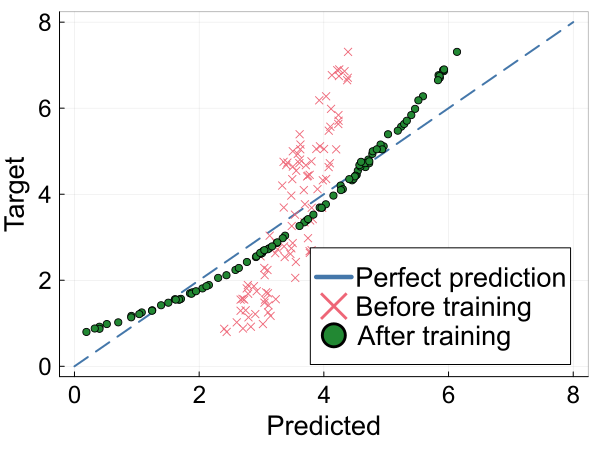 8
6
4
2
0
Target
Perfect prediction
Before training
After training
0 2 4 6 8
Predicted